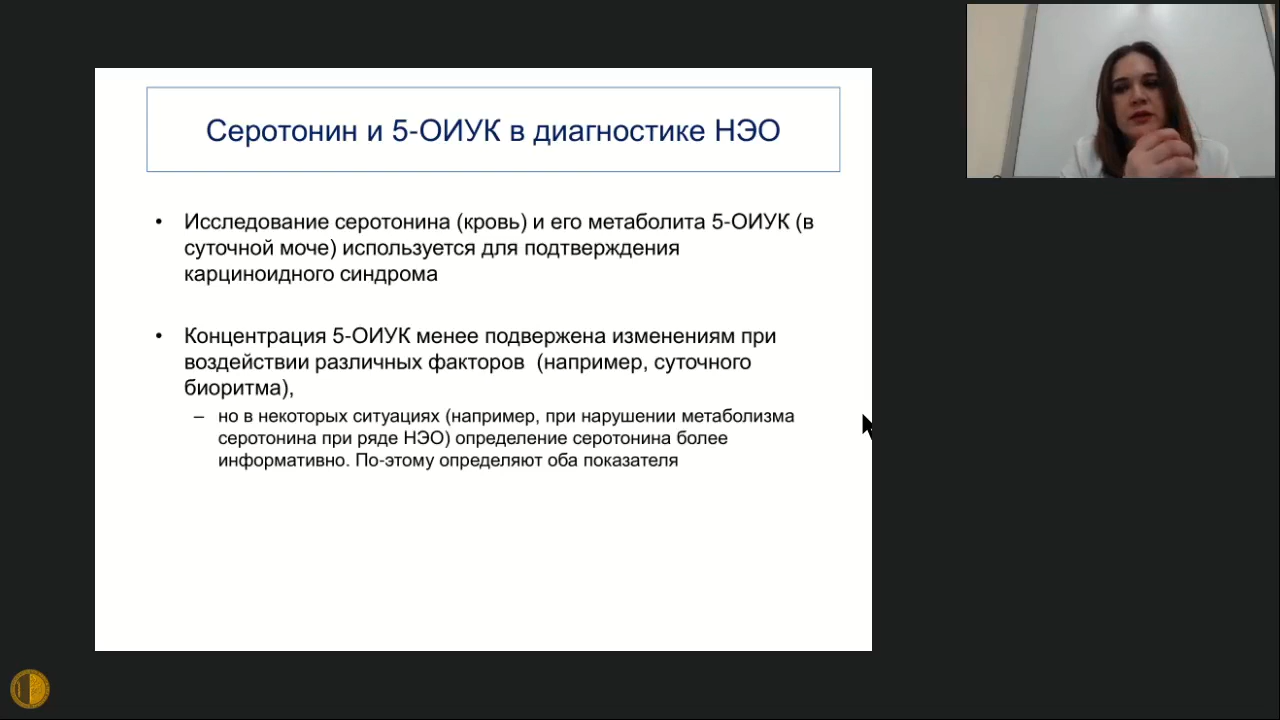 Серотонин и 5-ОИУК в диагностике НЭО
• Исследование серотонина (кровь) и его метаболита 5-ОИУК (в
суточной моче) используется для подтверждения
карциноидного синдрома
• Концентрация 5-ОИУК менее подвержена изменениям при
воздействии различных факторов (например, суточного
биоритма),
– но в некоторых ситуациях (например, при нарушении метаболизма
серотонина при ряде НЭО) определение серотонина более
информативно. По-этому определяют оба показателя